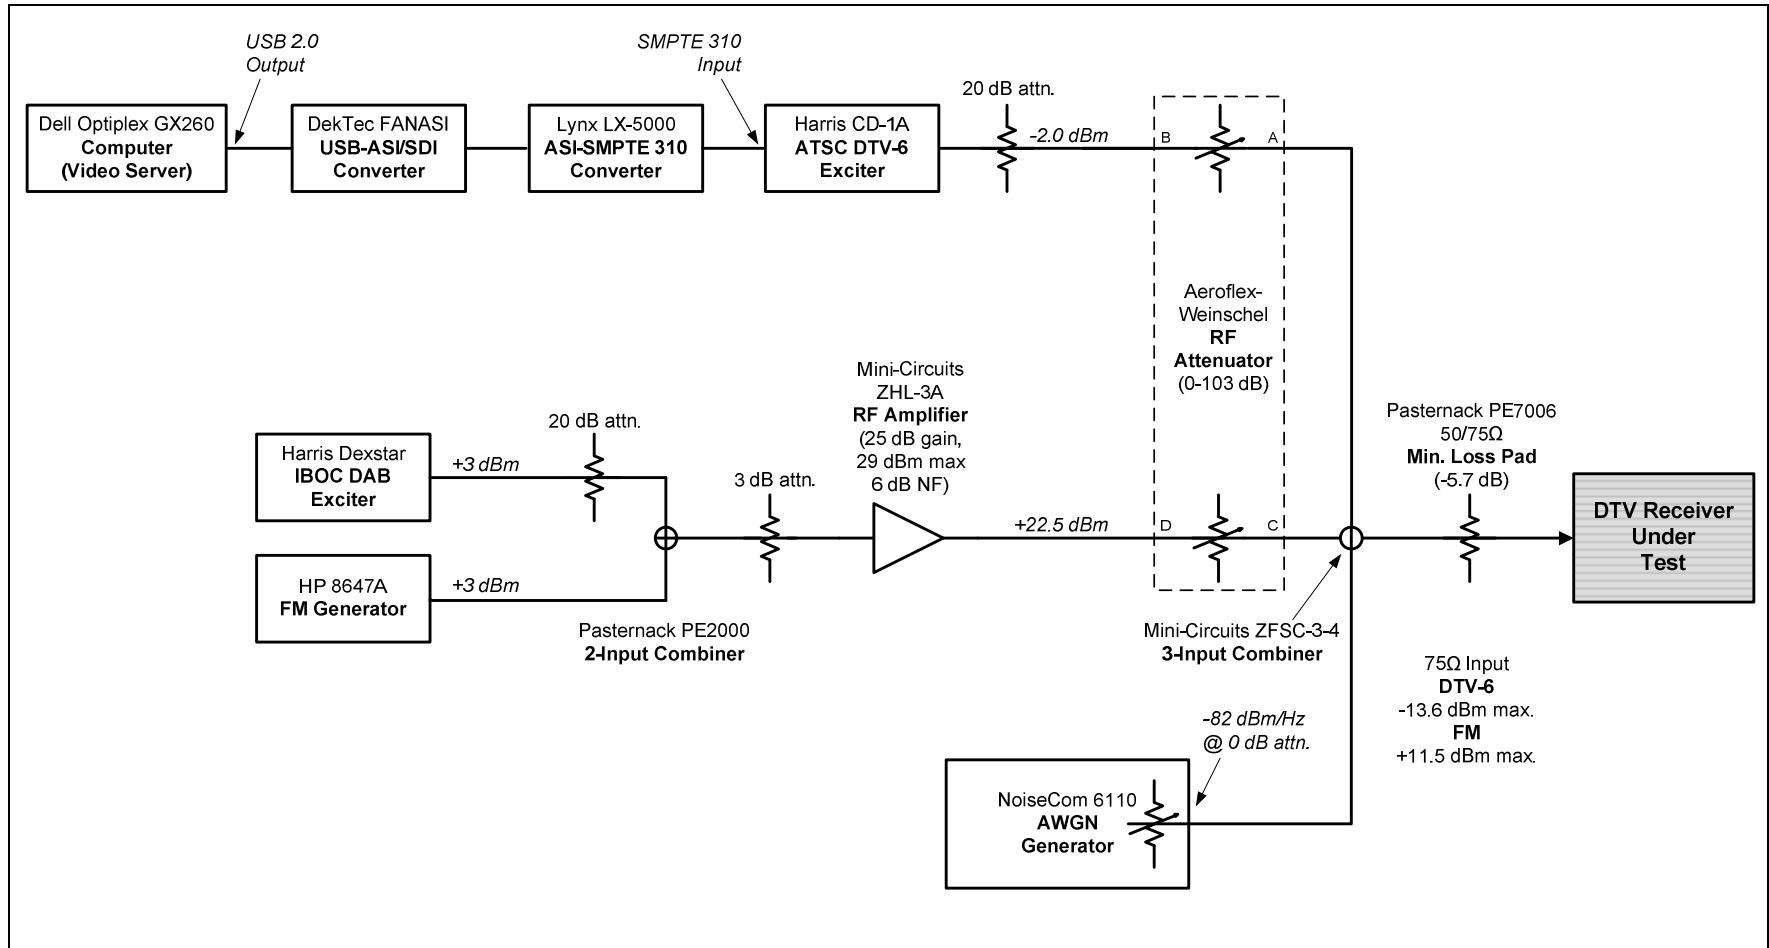 USB 2.0
Output
SMPTE 310
Input
20 dB attn.
Dell Optiplex GX260
Computer
(Video Server)
DekTec FANASI
USB-ASI/SDI
Converter
Lynx LX-5000
ASI-SMPTE 310
Converter
Harris CD-1A
ATSC DTV-6
Exciter
-2.0 dBm
B
A
Aeroflex-
Weinschel
RF
Attenuator
(0-103 dB)
Mini-Circuits
ZHL-3A
RF Amplifier
(25 dB gain,
29 dBm max
6 dB NF)
20 dB attn.
Harris Dexstar
IBOC DAB
Exciter
+3 dBm
3 dB attn.
+22.5 dBm
D
C
Pasternack PE7006
50/75Ω
Min. Loss Pad
(-5.7 dB)
DTV Receiver
Under
Test
HP 8647A
FM Generator
+3 dBm
Pasternack PE2000
2-Input Combiner
Mini-Circuits ZFSC-3-4
3-Input Combiner
75Ω Input
DTV-6
-13.6 dBm max.
FM
+11.5 dBm max.
-82 dBm/Hz
@ 0 dB attn.
NoiseCom 6110
AWGN
Generator